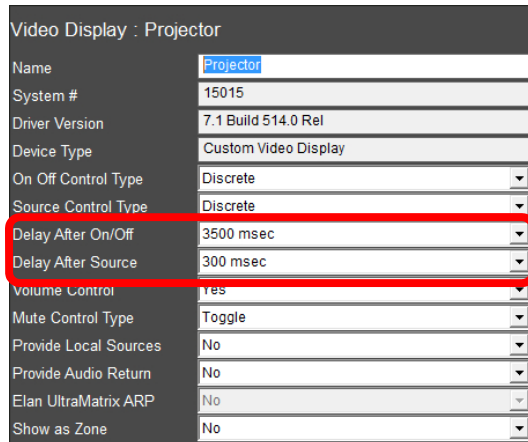 Video Display : Projector
Name Projector
System # 15015
Driver Version 7.1 Build 514.0 Rel
Device Type Custom Video Display
On Off Control Type Discrete
Source Control Type Discrete
Delay After On/Off 3500 msec
Delay After Source 300 msec
Volume Control Yes
Mute Control Type Toggle
Provide Local Sources No
Provide Audio Return No
Elan UltraMatrix ARP No
Show as Zone No